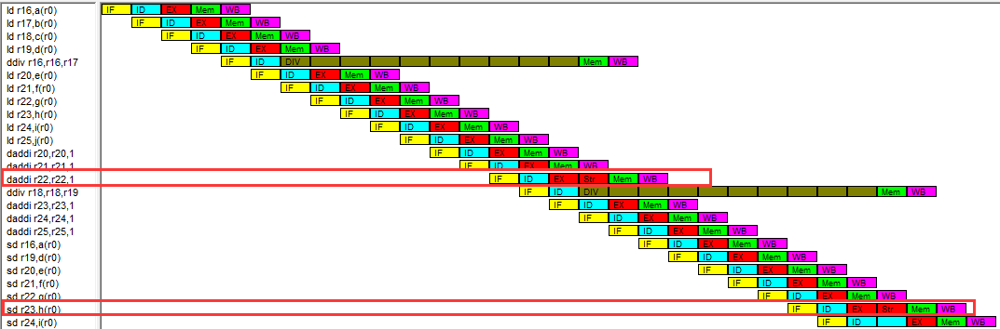 ld r16,a(r0) IF ID EX Mem WB
ld r17,b(r0) IF ID EX Mem WB
ld r18,c(r0) IF ID EX Mem WB
ld r19,d(r0) IF ID EX Mem WB
ddiv r16,r16,r17 IF ID DIV Mem WB
ld r20,e(r0) IF ID EX Mem WB
ld r21,f(r0) IF ID EX Mem WB
ld r22,g(r0) IF ID EX Mem WB
ld r23,h(r0) IF ID EX Mem WB
ld r24,i(r0) IF ID EX Mem WB
ld r25,j(r0) IF ID EX Mem WB
daddi r20,r20,1 IF ID EX Mem WB
daddi r21,r21,1 IF ID EX Mem WB
daddi r22,r22,1 IF ID EX Str Mem WB
ddiv r18,r18,r19 IF ID DIV Mem WB
daddi r23,r23,1 IF ID EX Mem WB
daddi r24,r24,1 IF ID EX Mem WB
daddi r25,r25,1 IF ID EX Mem WB
sd r16,a(r0) IF ID EX Mem WB
sd r19,d(r0) IF ID EX Mem WB
sd r20,e(r0) IF ID EX Mem WB
sd r21,f(r0) IF ID EX Mem WB
sd r22,g(r0) IF ID EX Mem WB
sd r23,h(r0) IF ID EX Str Mem WB
sd r24,i(r0) IF ID EX Mem WB